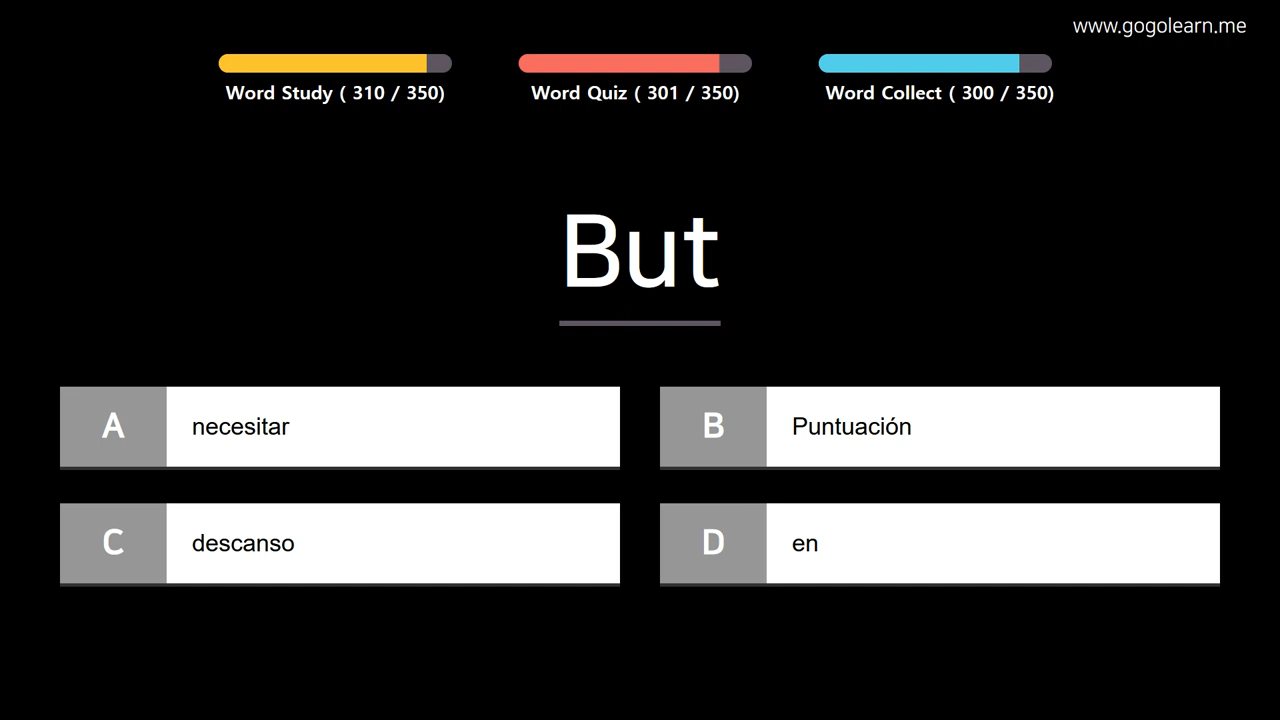 www.gogolearn.me
Word Study ( 310 / 350)
Word Quiz ( 301 / 350)
Word Collect ( 300 / 350)
But
A
necesitar
B
Puntuación
C
descanso
D
en